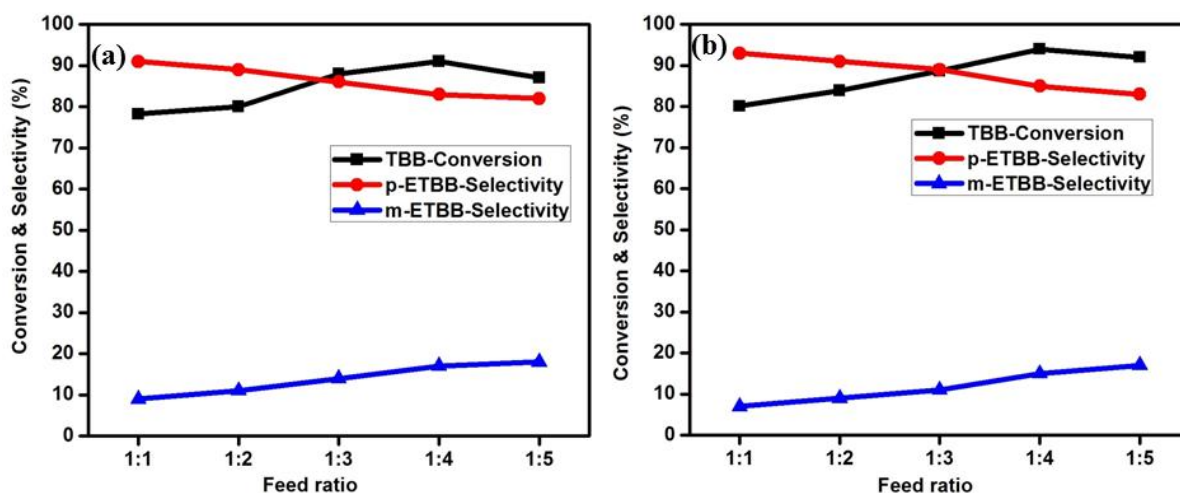 (a)
Conversion & Selectivity (%)
100
90
80
70
60
50
40
30
20
10
0
TBB-Conversion
p-ETBB-Selectivity
m-ETBB-Selectivity
1:1 1:2 1:3 1:4 1:5
Feed ratio
(b)
Conversion & Selectivity (%)
100
90
80
70
60
50
40
30
20
10
0
TBB-Conversion
p-ETBB-Selectivity
m-ETBB-Selectivity
1:1 1:2 1:3 1:4 1:5
Feed ratio